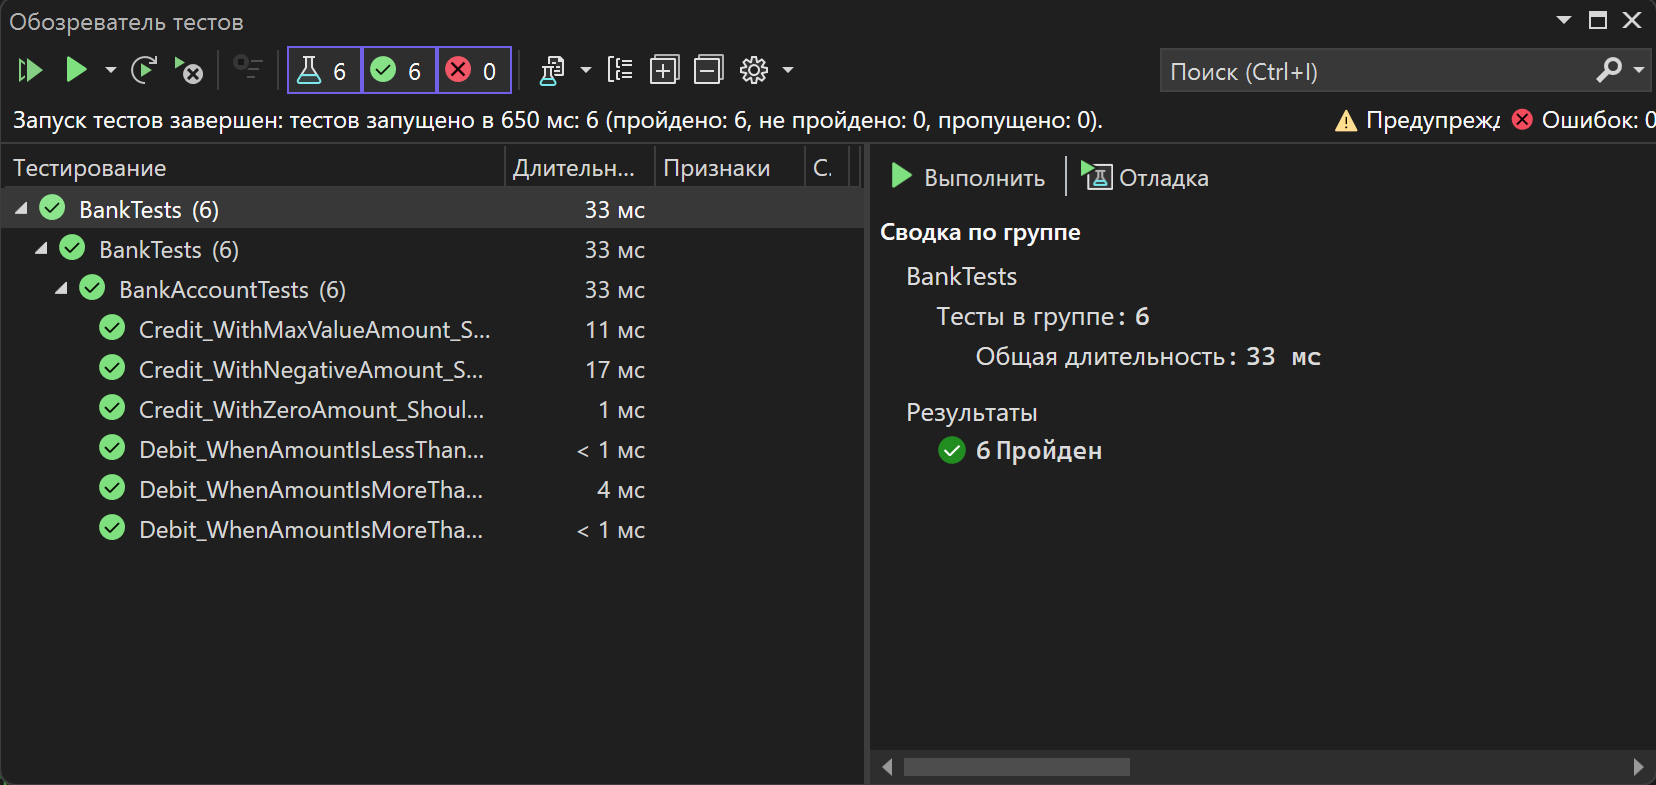 Обозреватель тестов
6 6 0
Поиск (Ctrl+I)
Запуск тестов завершен: тестов запущено в 650 мс: 6 (пройдено: 6, не пройдено: 0, пропущено: 0).
Предупрежд
Ошибок: 0
Тестирование Длительн... Признаки С.
BankTests (6) 33 мс
BankTests (6) 33 мс
BankAccountTests (6) 33 мс
Credit_WithMaxValueAmount_S... 11 мс
Credit_WithNegativeAmount_S... 17 мс
Credit_WithZeroAmount_Shoul... 1 мс
Debit_WhenAmountIsLessThan... < 1 мс
Debit_WhenAmountIsMoreTha... 4 мс
Debit_WhenAmountIsMoreTha... < 1 мс
Выполнить Отладка
Сводка по группе
BankTests
Тесты в группе: 6
Общая длительность: 33 мс
Результаты
6 Пройден